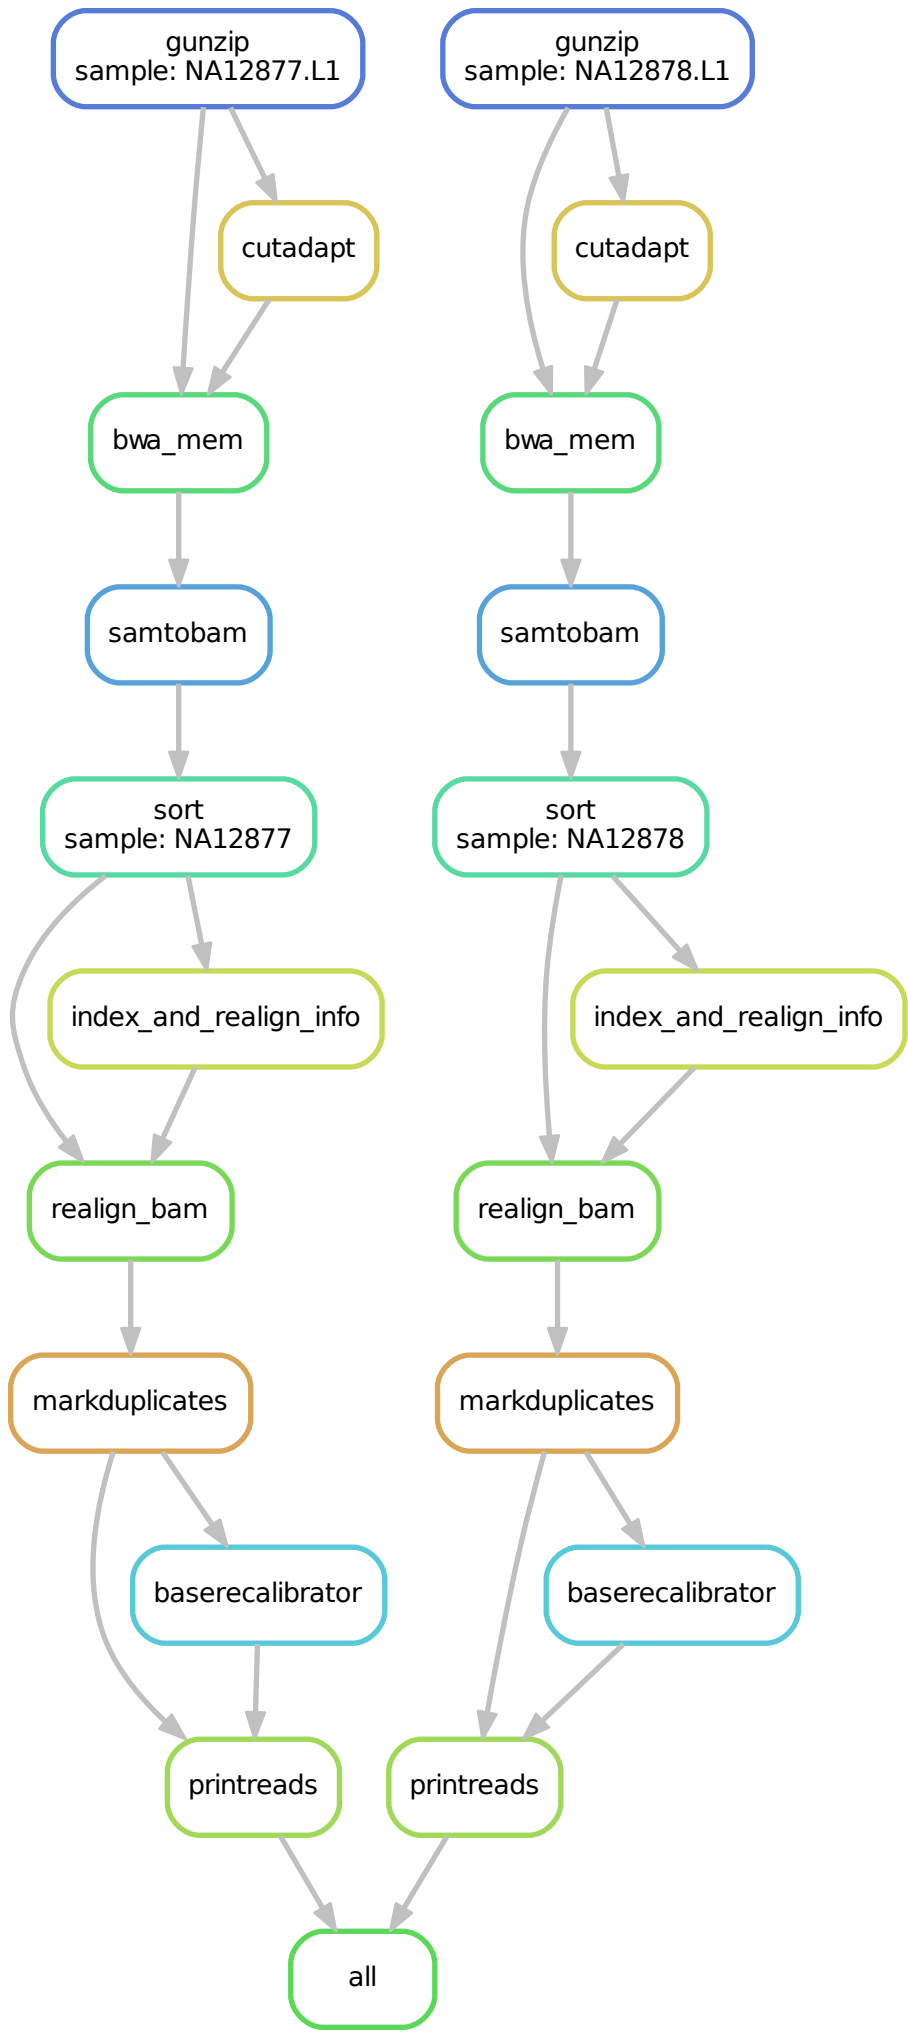 gunzip
sample: NA12877.L1
gunzip
sample: NA12878.L1
cutadapt
cutadapt
bwa_mem
bwa_mem
samtobam
samtobam
sort
sample: NA12877
sort
sample: NA12878
index_and_realign_info
index_and_realign_info
realign_bam
realign_bam
markduplicates
markduplicates
baserecalibrator
baserecalibrator
printreads
printreads
all